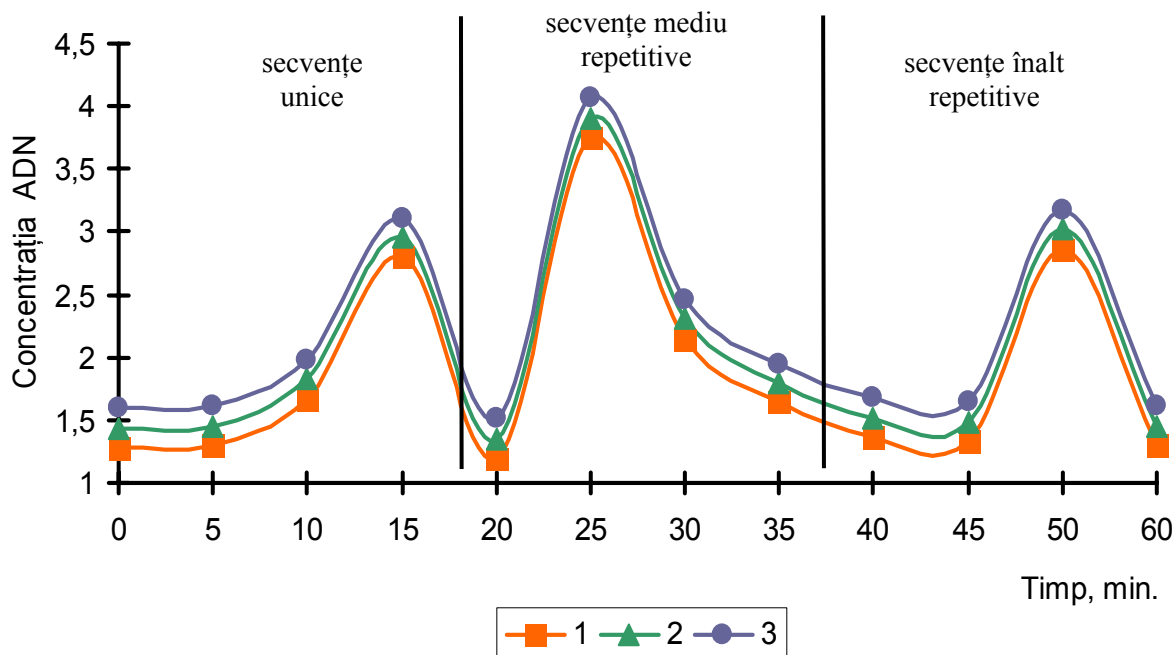 secvențe mediu
repetitive
secvențe
unice
secvențe înalt
repetitive
Concentrația ADN
4,5
4
3,5
3
2,5
2
1,5
1
0 5 10 15 20 25 30 35 40 45 50 60
Timp, min.
1 2 3